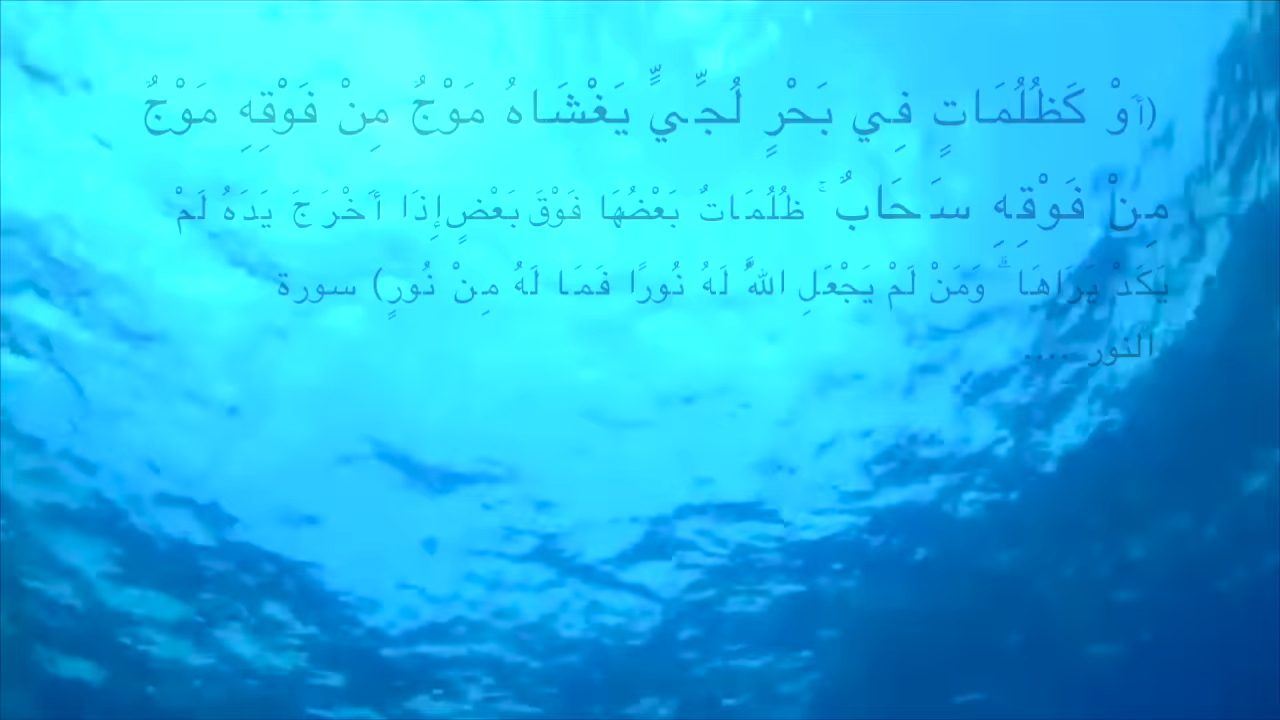 (أَوْ كَظُلُمَاتٍ فِي بَحْرٍ لُجِّيٍّ يَغْشَاهُ مَوْجٌ مِنْ فَوْقِهِ مَوْجٌ
مِنْ فَوْقِهِ سَحَابٌ ۚ ظُلُمَاتٌ بَعْضُهَا فَوْقَ بَعْضٍ إِذَا أَخْرَجَ يَدَهُ لَمْ
يَكَدْ يَرَاهَا ۗ وَمَنْ لَمْ يَجْعَلِ اللَّهُ لَهُ نُورًا فَمَا لَهُ مِنْ نُورٍ) سورة
النور ....